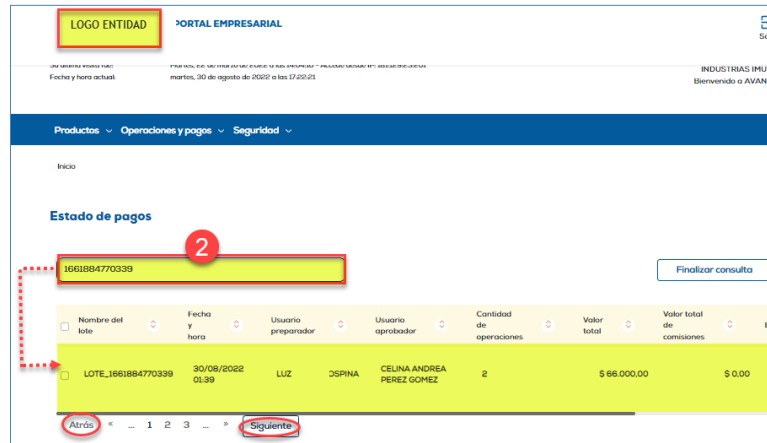 LOGO ENTIDAD
PORTAL EMPRESARIAL
Fecha y hora actual: martes, 30 de agosto de 2022 a las 17:22:21
INDUSTRIAS IMU
Bienvenido a AVAN
Productos Operaciones y pagos Seguridad
Inicio
Estado de pagos
2
1661884770339
Finalizar consulta
Nombre del lote
Fecha y hora
Usuario preparador
Usuario aprobador
Cantidad de operaciones
Valor total
Valor total de comisiones
LOTE_1661884770339
30/08/2022 01:39
LUZ OSPINA
CELINA ANDREA PEREZ GOMEZ
2
$ 66.000,00
$ 0,00
Atrás « ... 1 2 3 ... » Siguiente